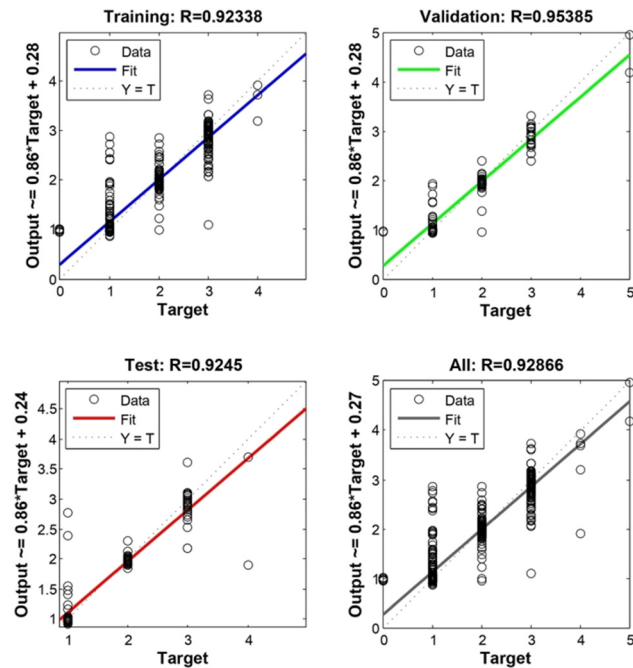 Training: R=0.92338
Output ~= 0.86*Target + 0.28
Data
Fit
Y = T
4
3
2
1
0
0 1 2 3 4
Target
Validation: R=0.95385
Output ~= 0.86*Target + 0.28
Data
Fit
Y = T
5
4
3
2
1
0
0 1 2 3 4 5
Target
Test: R=0.9245
Output ~= 0.86*Target + 0.24
Data
Fit
Y = T
4.5
4
3.5
3
2.5
2
1.5
1
1 2 3 4
Target
All: R=0.92866
Output ~= 0.86*Target + 0.27
Data
Fit
Y = T
5
4
3
2
1
0
0 1 2 3 4 5
Target